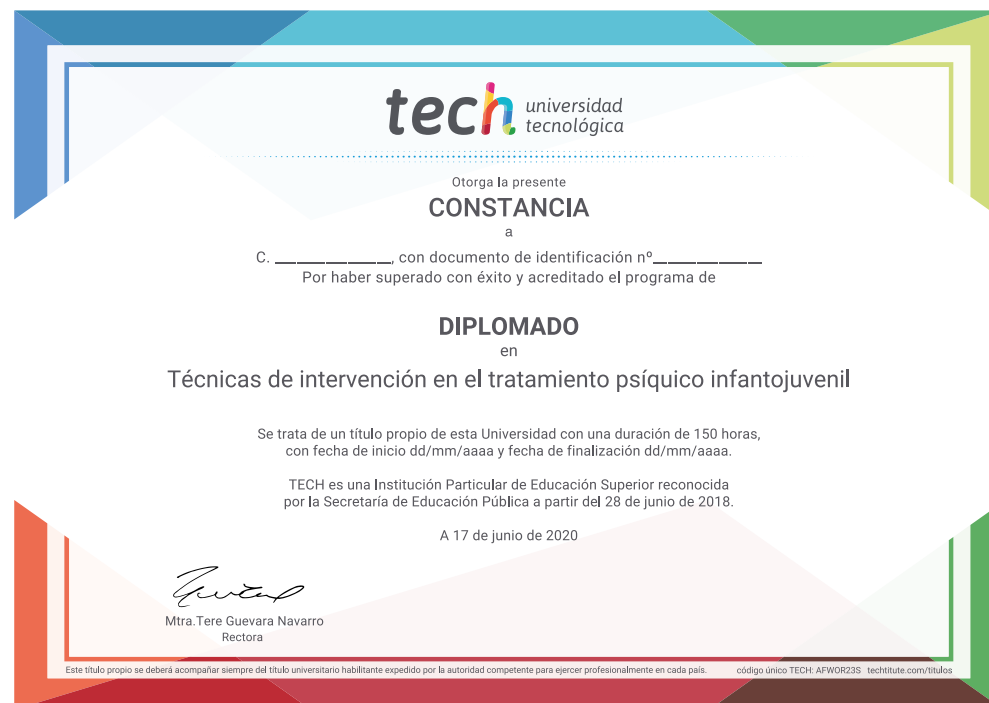 tech universidad
tecnológica
Otorga la presente
CONSTANCIA
a
C. ________________, con documento de identificación nº_______________
Por haber superado con éxito y acreditado el programa de
DIPLOMADO
en
Técnicas de intervención en el tratamiento psíquico infantojuvenil
Se trata de un título propio de esta Universidad con una duración de 150 horas,
con fecha de inicio dd/mm/aaaa y fecha de finalización dd/mm/aaaa.
TECH es una Institución Particular de Educación Superior reconocida
por la Secretaría de Educación Pública a partir del 28 de junio de 2018.
A 17 de junio de 2020
Mtra.Tere Guevara Navarro
Rectora
Este título propio se deberá acompañar siempre del título universitario habilitante expedido por la autoridad competente para ejercer profesionalmente en cada país. código único TECH: AFWOR23S techtitute.com/titulos